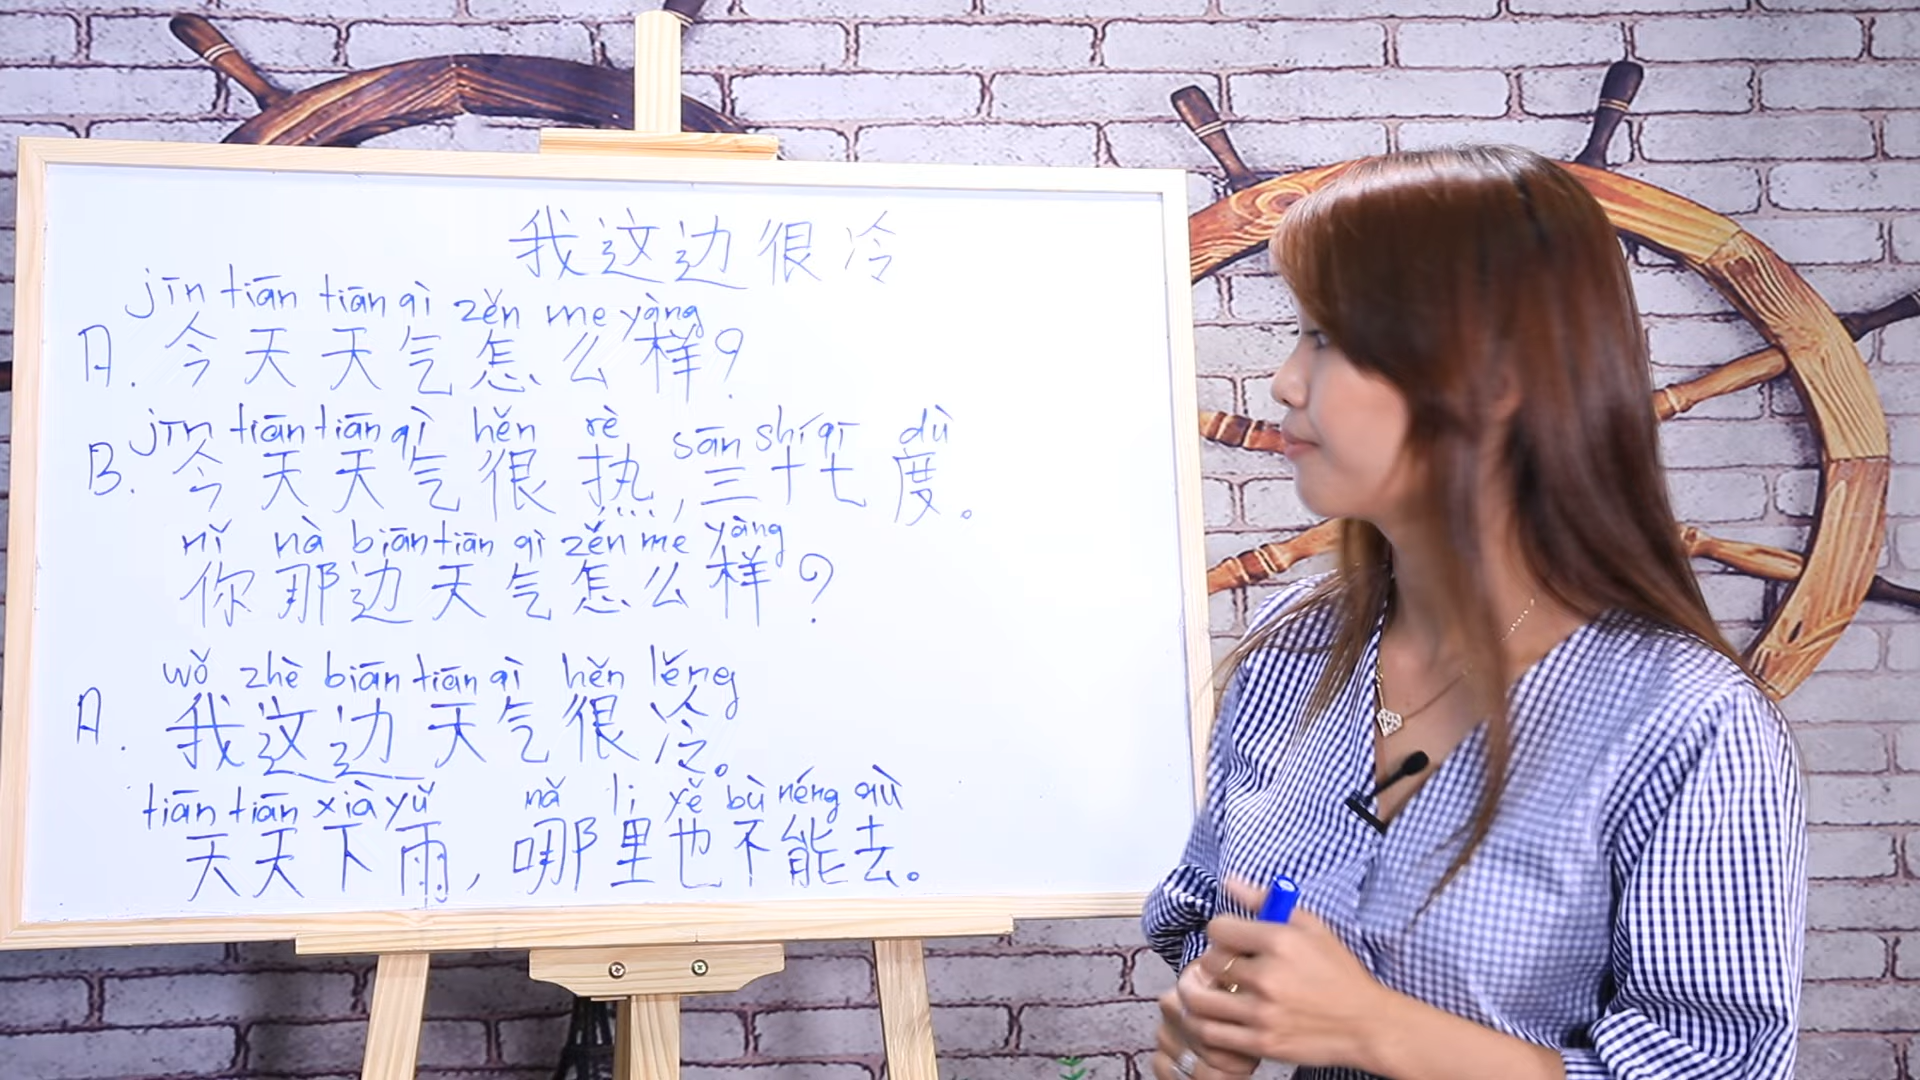 我这边很冷
jīn tiān tiān qì zěn me yàng
A. 今天天气怎么样?
jīn tiān tiān qì hěn rè sān shí qī dù
B. 今天天气很热,三十七度。
nǐ nà biān tiān qì zěn me yàng
你那边天气怎么样?
wǒ zhè biān tiān qì hěn lěng
A. 我这边天气很冷。
tiān tiān xià yǔ nǎ li yě bù néng qù
天天下雨,哪里也不能去。